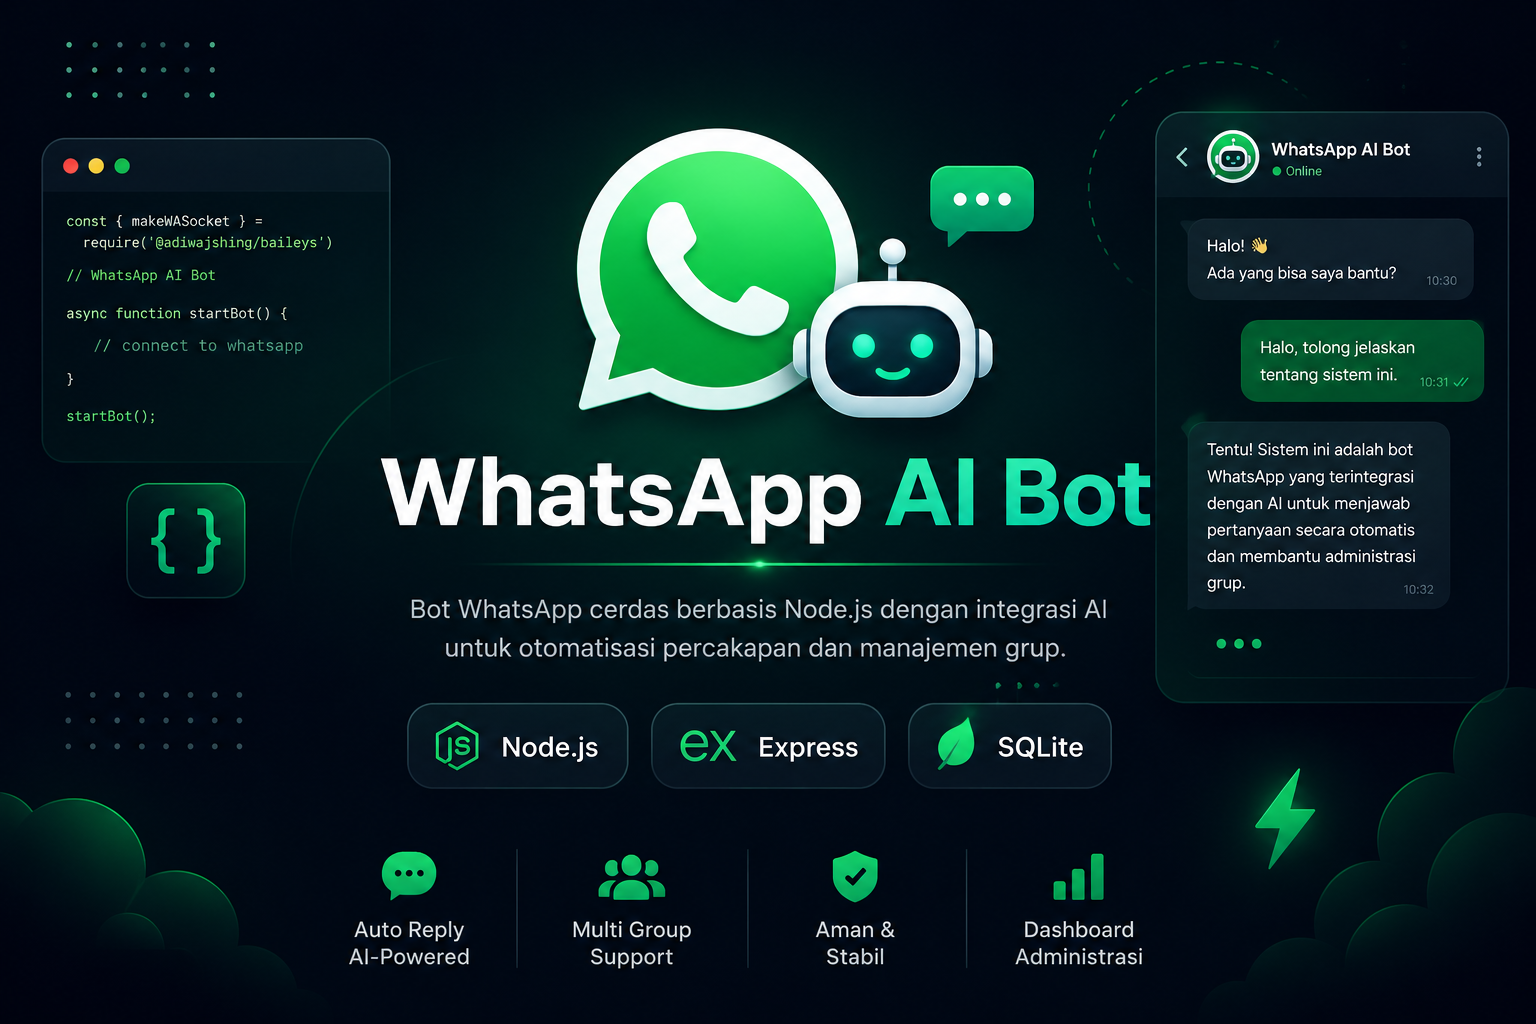 const { makeWASocket } =
require('@adiwajshing/baileys')
// WhatsApp AI Bot
async function startBot() {
// connect to whatsapp
}
startBot();
{ }
WhatsApp AI Bot
Bot WhatsApp cerdas berbasis Node.js dengan integrasi AI
untuk otomatisasi percakapan dan manajemen grup.
JS Node.js
ex Express
SQLite
Auto Reply
AI-Powered
Multi Group
Support
Aman &
Stabil
Dashboard
Administrasi
WhatsApp AI Bot
Online
Halo! 👋
Ada yang bisa saya bantu?
10:30
Halo, tolong jelaskan
tentang sistem ini.
10:31
Tentu! Sistem ini adalah bot
WhatsApp yang terintegrasi
dengan AI untuk menjawab
pertanyaan secara otomatis
dan membantu administrasi
grup.
10:32